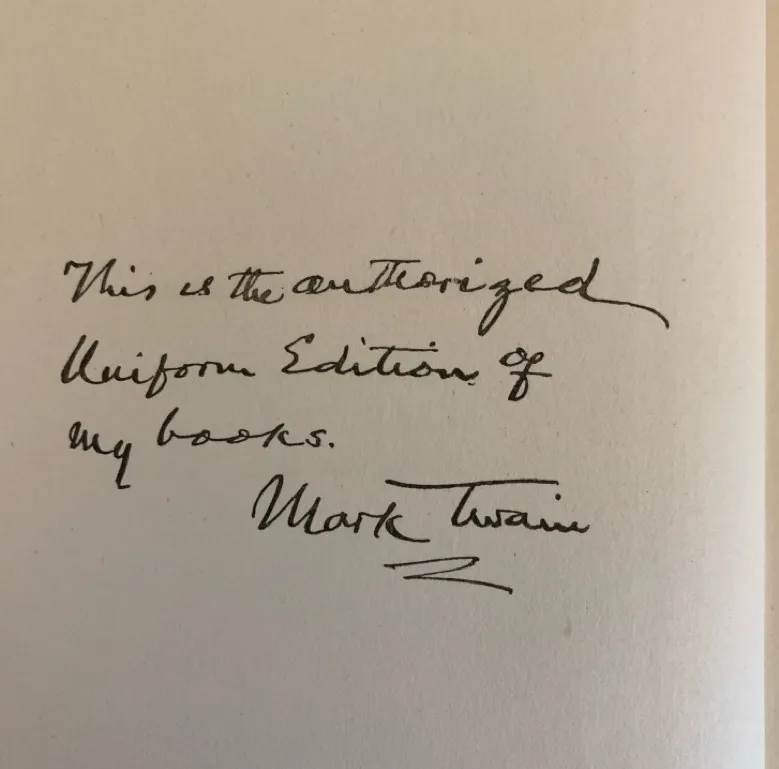 This is the authorized
Uniform Edition of
my books.
Mark Twain